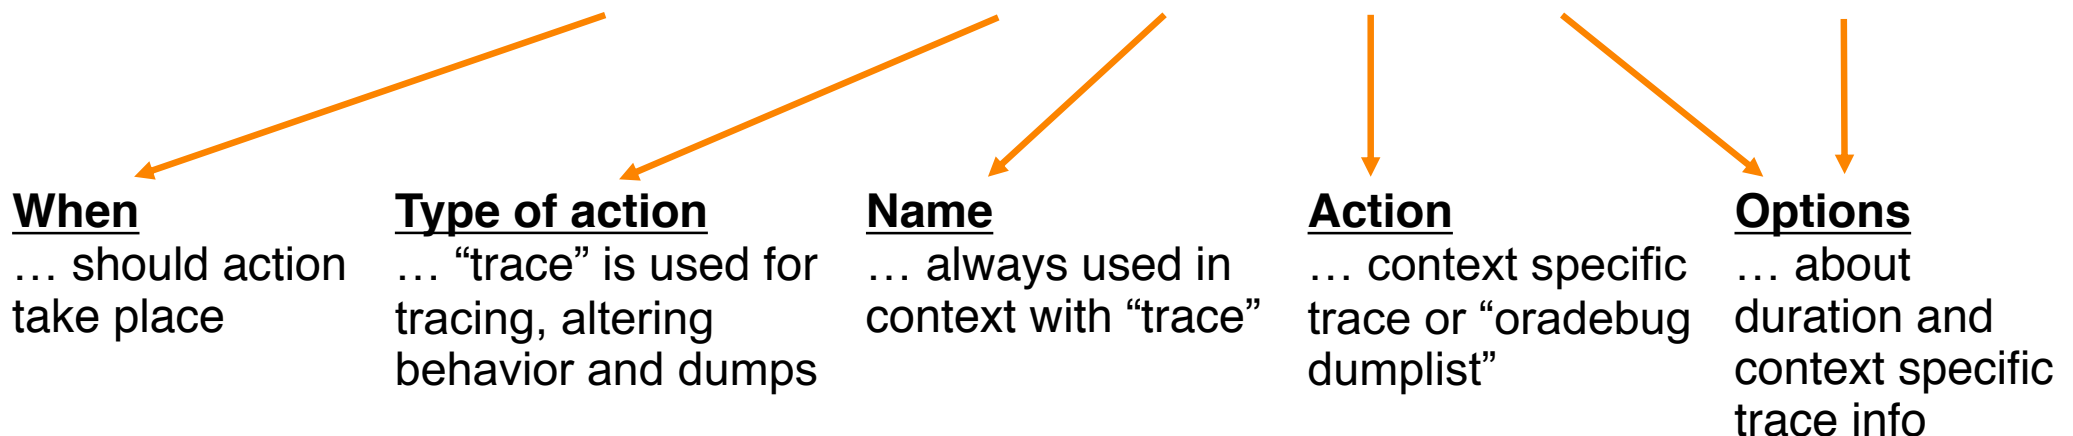 When
… should action
take place
Type of action
… “trace” is used for
tracing, altering
behavior and dumps
Name
… always used in
context with “trace”
Action
… context specific
trace or “oradebug
dumplist”
Options
… about
duration and
context specific
trace info